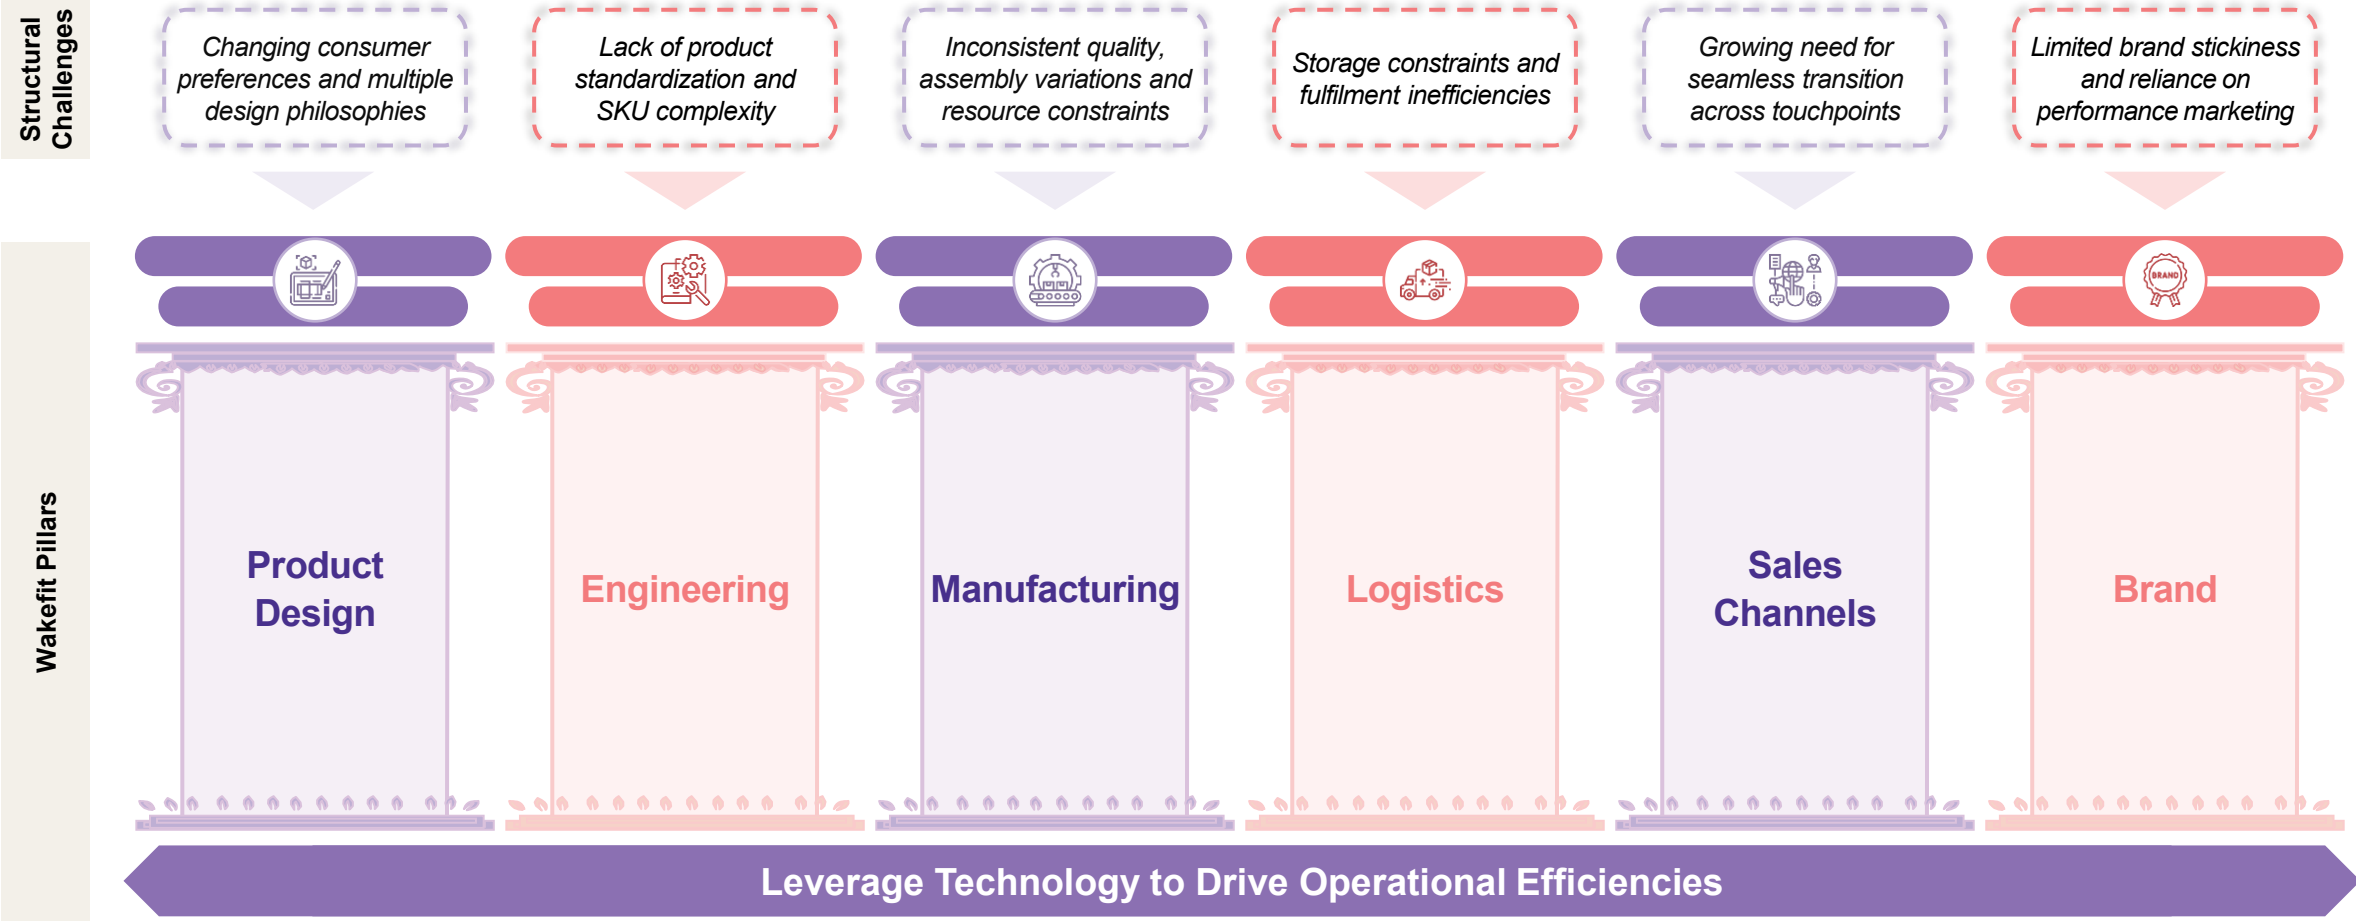 Structural
Challenges
Changing consumer
preferences and multiple
design philosophies
Lack of product
standardization and
SKU complexity
Inconsistent quality,
assembly variations and
resource constraints
Storage constraints and
fulfilment inefficiencies
Growing need for
seamless transition
across touchpoints
Limited brand stickiness
and reliance on
performance marketing
BRAND
Wakefit Pillars
Product
Design
Engineering
Manufacturing
Logistics
Sales
Channels
Brand
Leverage Technology to Drive Operational Efficiencies